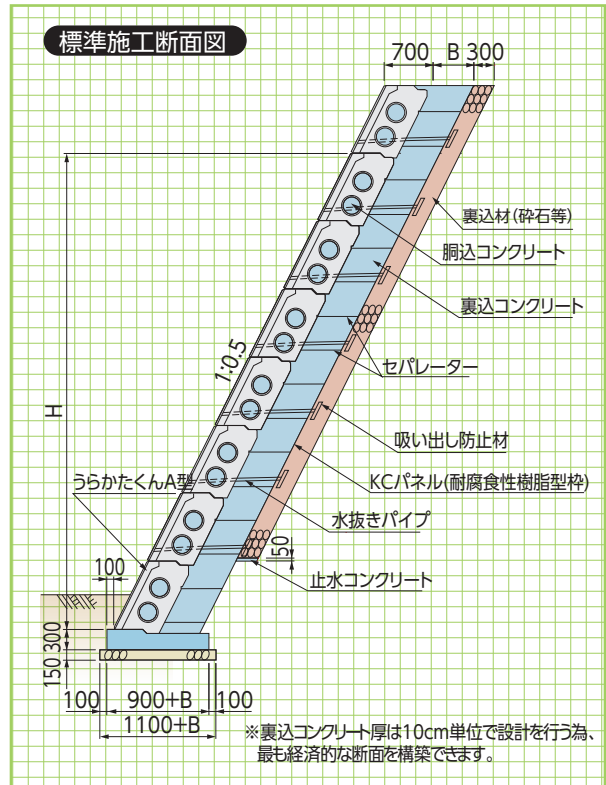 標準施工断面図
700 B 300
裏込材(砕石等)
胴込コンクリート
裏込コンクリート
1:0.5
セパレーター
H
吸い出し防止材
うらかたくんA型
KCパネル(耐腐食性樹脂型枠)
水抜きパイプ
50
100
止水コンクリート
300
150
100 900+B 100
1100+B
※裏込コンクリート厚は10cm単位で設計を行う為、
最も経済的な断面を構築できます。